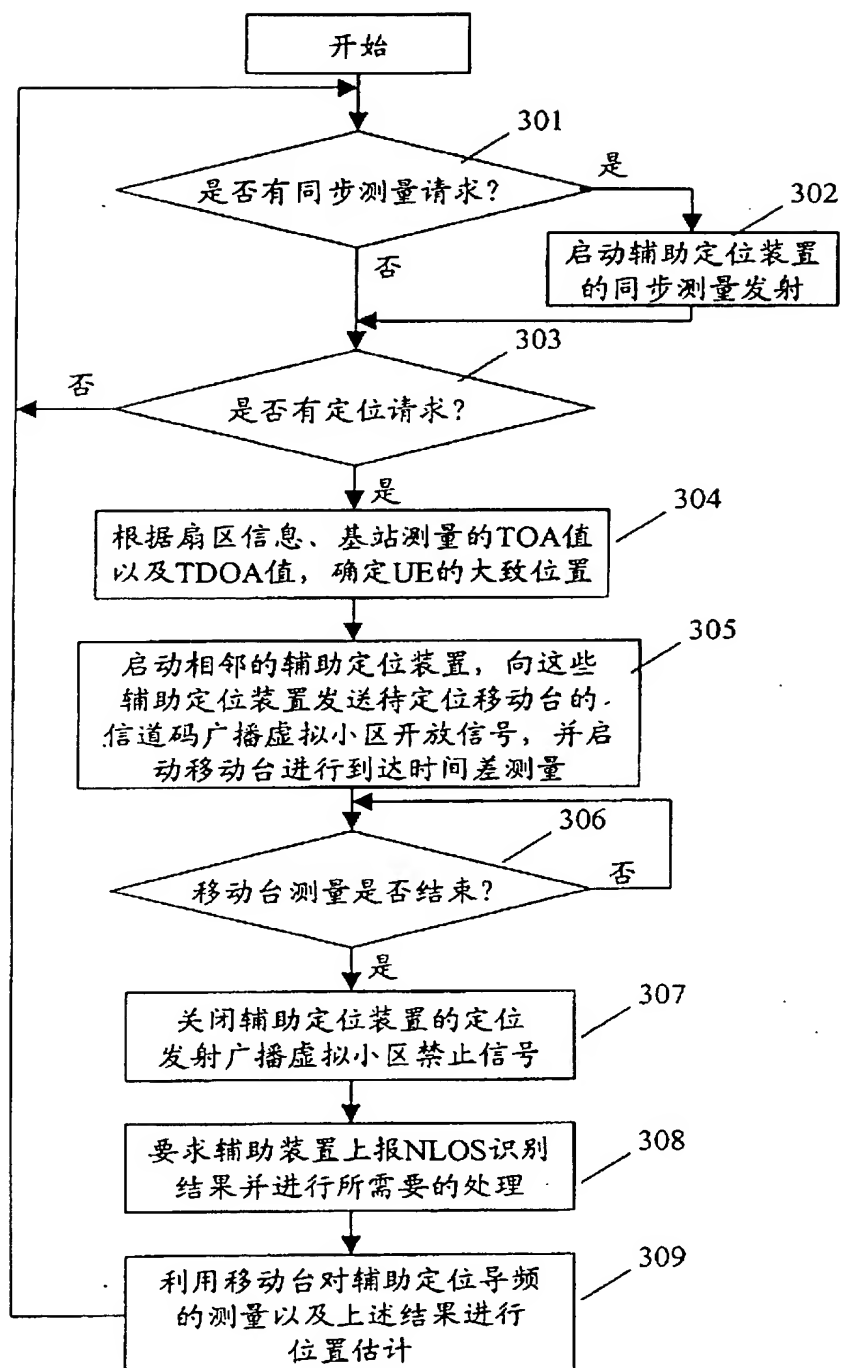 开始
301
是否有同步测量请求?
是
302
启动辅助定位装置
的同步测量发射
否
303
否
是否有定位请求?
是
304
根据扇区信息、基站测量的TOA值
以及TDOA值,确定UE的大致位置
305
启动相邻的辅助定位装置,向这些
辅助定位装置发送待定位移动台的
信道码广播虚拟小区开放信号,并启
动移动台进行到达时间差测量
306
移动台测量是否结束?
否
是
307
关闭辅助定位装置的定位
发射广播虚拟小区禁止信号
308
要求辅助装置上报NLOS识别
结果并进行所需要的处理
309
利用移动台对辅助定位导频
的测量以及上述结果进行
位置估计